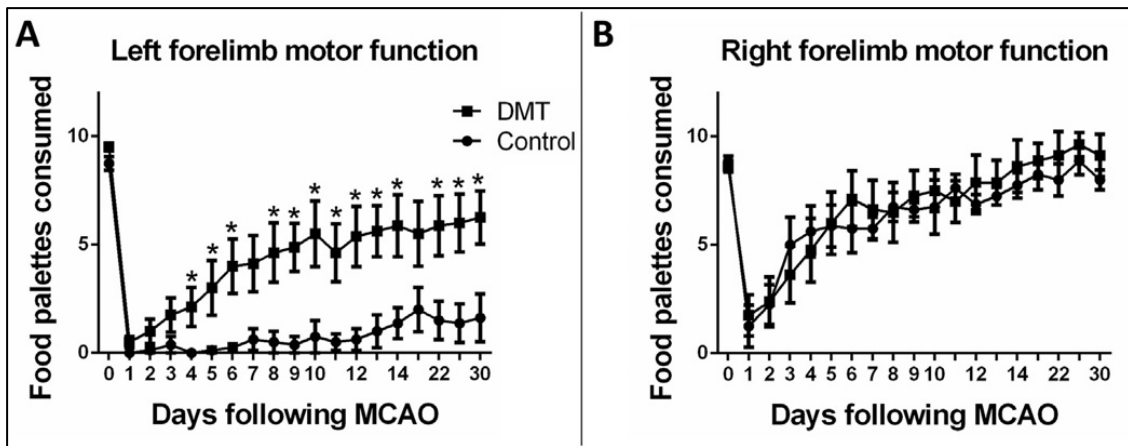 A
Left forelimb motor function
Food palettes consumed
10
5
0
DMT
Control
* * * * * * * * * * * * *
0 1 2 3 4 5 6 7 8 9 10 12 14 22 30
Days following MCAO
B
Right forelimb motor function
Food palettes consumed
10
5
0
0 1 2 3 4 5 6 7 8 9 10 12 14 22 30
Days following MCAO